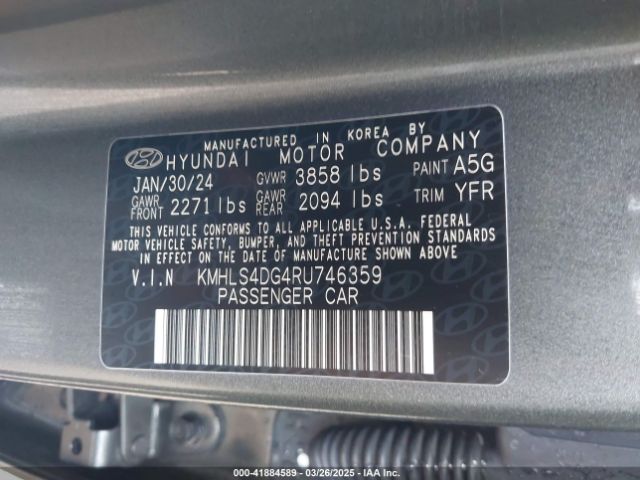 MANUFACTURED IN KOREA BY
HYUNDAI MOTOR COMPANY
JAN/30/24 GVWR 3858 lbs PAINT A5G
GAWR FRONT 2271 lbs GAWR REAR 2094 lbs TRIM YFR
THIS VEHICLE CONFORMS TO ALL APPLICABLE U.S.A. FEDERAL
MOTOR VEHICLE SAFETY, BUMPER, AND THEFT PREVENTION STANDARDS
IN EFFECT ON THE DATE OF MANUFACTURE SHOWN ABOVE.
V.I.N KMHLS4DG4RU746359
PASSENGER CAR
000-41884589 - 03/26/2025 - IAA Inc.